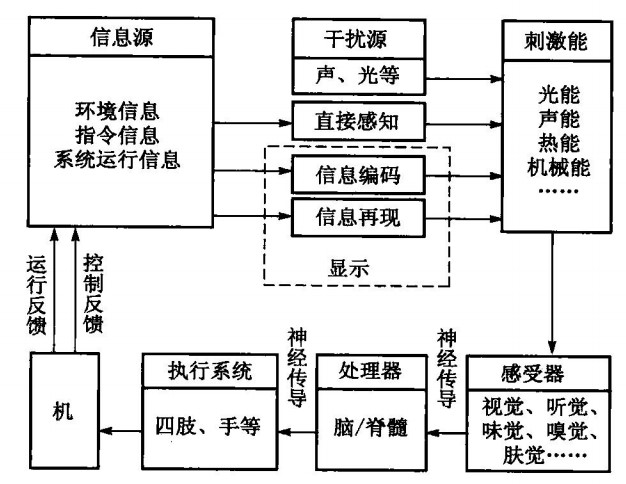 信息源
环境信息
指令信息
系统运行信息
干扰源
声、光等
直接感知
信息编码
信息再现
显示
刺激能
光能
声能
热能
机械能
……
运行反馈
控制反馈
机
执行系统
四肢、手等
神经传导
处理器
脑/脊髓
神经传导
感受器
视觉、听觉、
味觉、嗅觉、
肤觉……